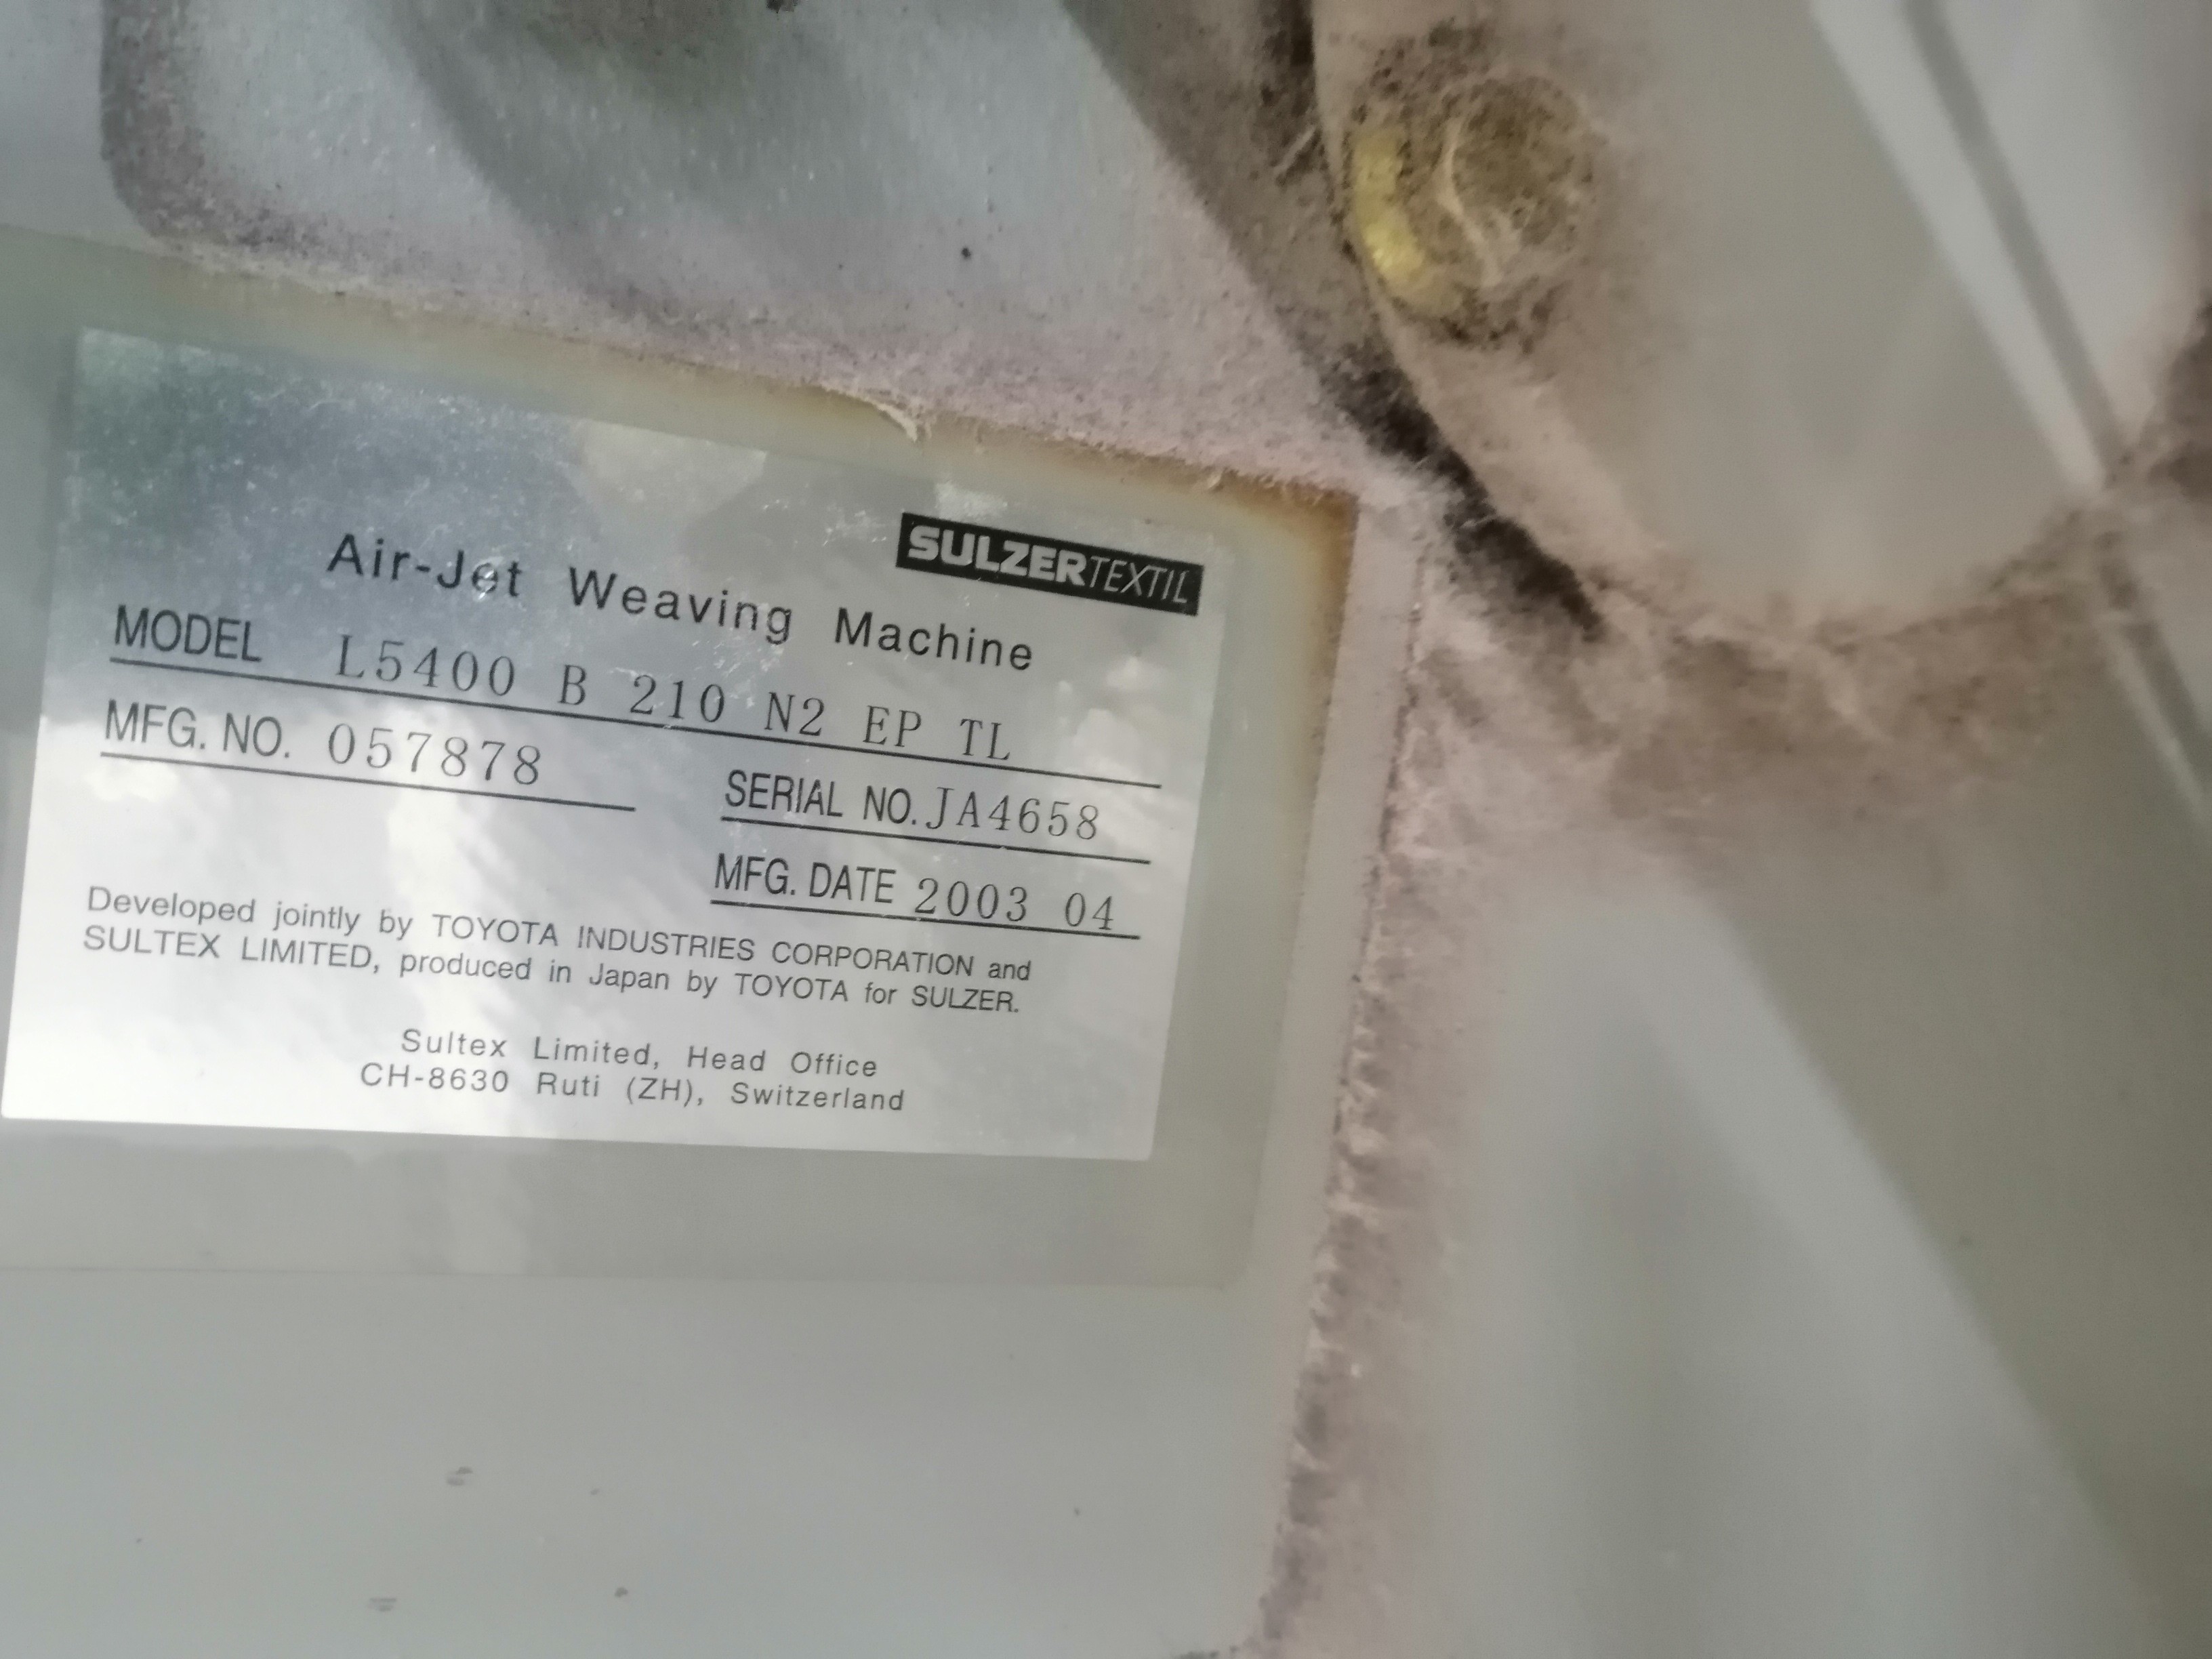 SULZERTEXTIL
Air-Jet Weaving Machine
MODEL L5400 B 210 N2 EP TL
MFG. NO. 057878
SERIAL NO. JA4658
MFG. DATE 2003 04
Developed jointly by TOYOTA INDUSTRIES CORPORATION and
SULTEX LIMITED, produced in Japan by TOYOTA for SULZER.
Sultex Limited, Head Office
CH-8630 Ruti (ZH), Switzerland